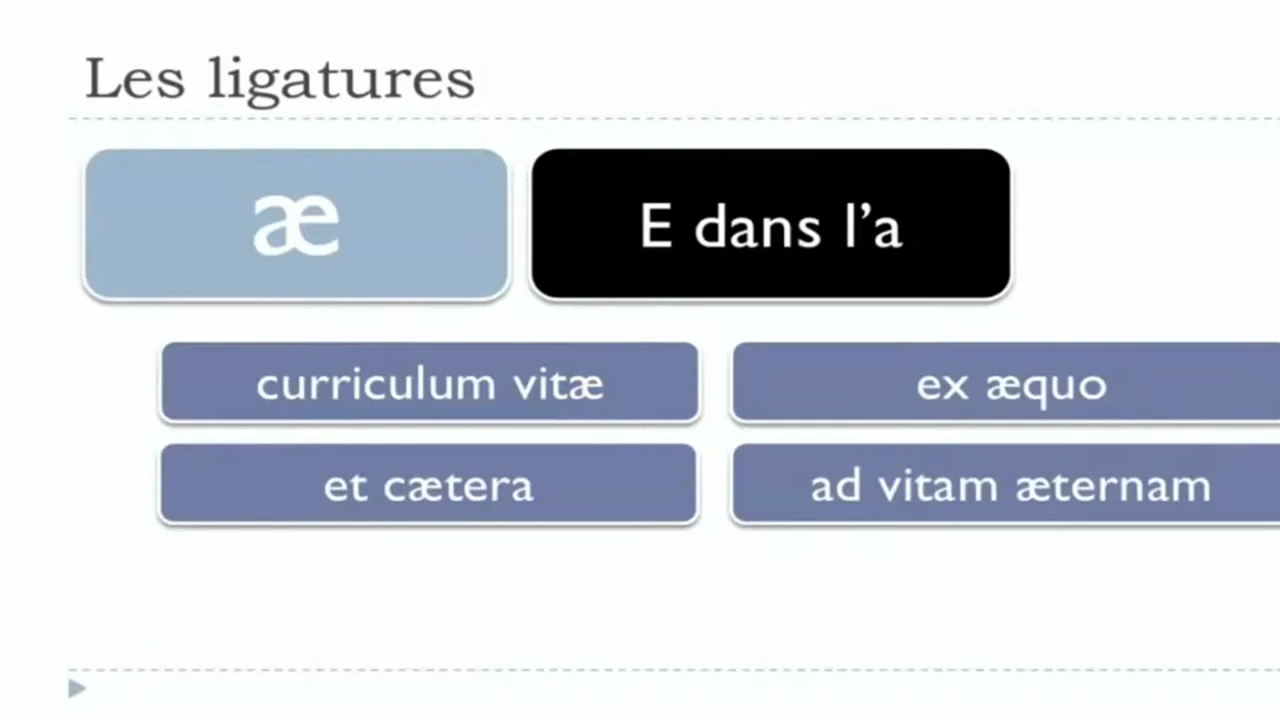 Les ligatures
æ
E dans l’a
curriculum vitæ
ex æquo
et cætera
ad vitam æternam